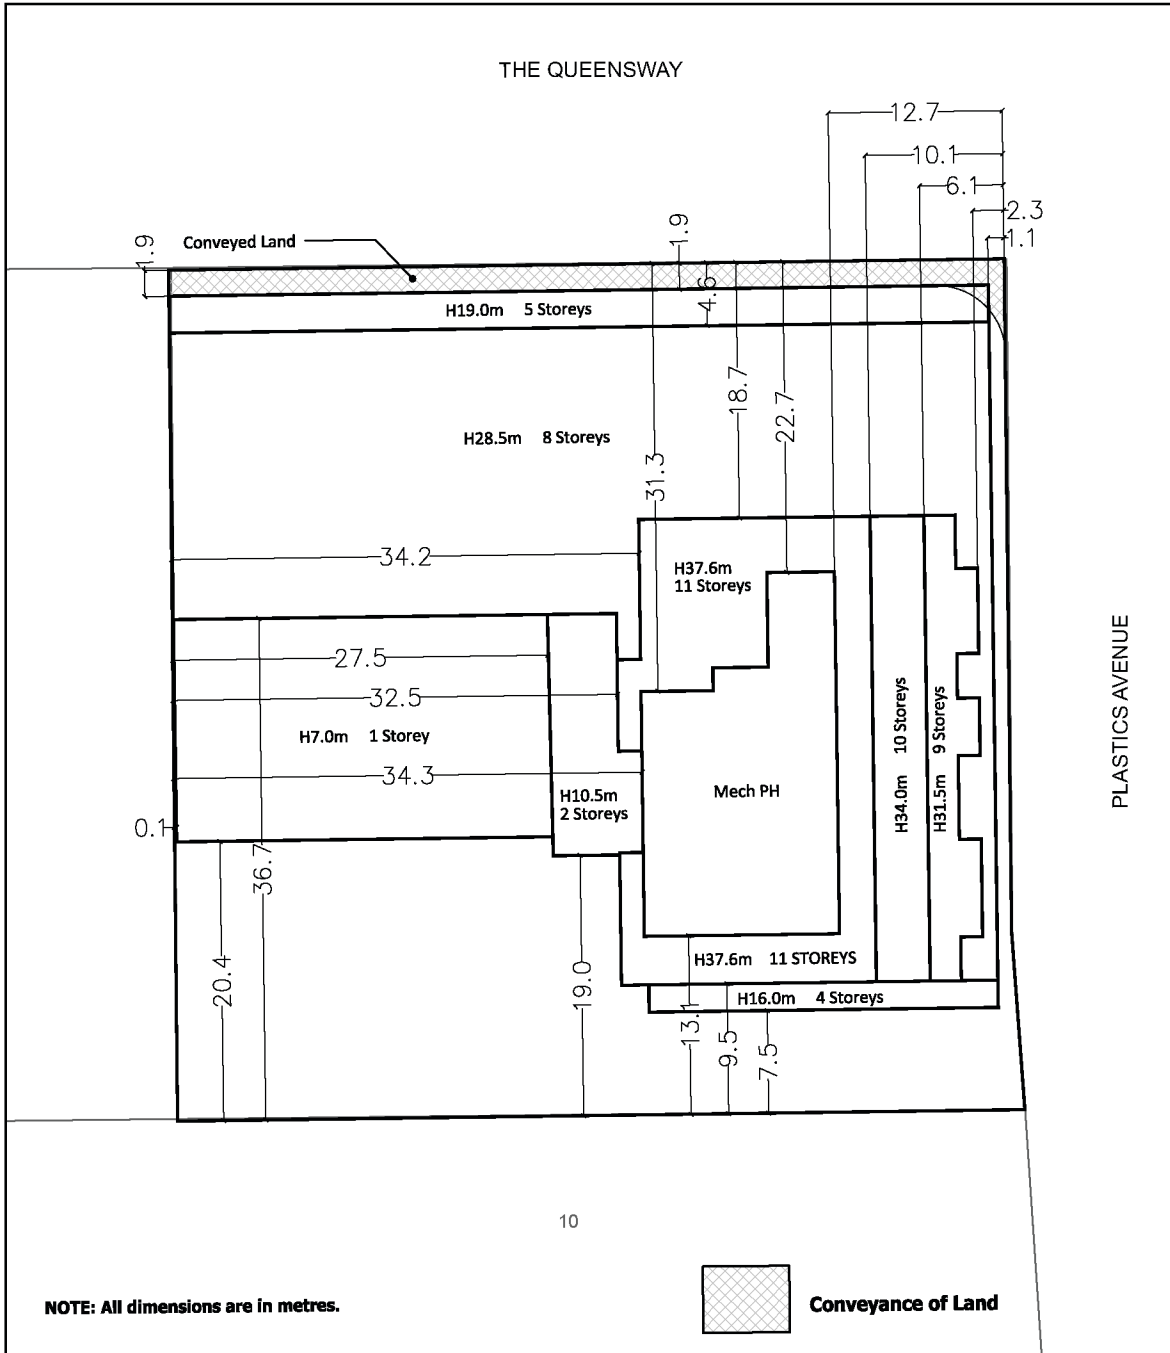 THE QUEENSWAY
12.7
10.1
6.1
2.3
1.1
1.9
Conveyed Land
1.9
4.6
H19.0m 5 Storeys
18.7
22.7
H28.5m 8 Storeys
31.3
34.2
H37.6m
11 Storeys
27.5
32.5
H7.0m 1 Storey
34.3
H10.5m
2 Storeys
Mech PH
H34.0m 10 Storeys
H31.5m 9 Storeys
PLASTICS AVENUE
0.1
36.7
20.4
19.0
H37.6m 11 STOREYS
H16.0m 4 Storeys
13.1
9.5
7.5
10
NOTE: All dimensions are in metres.
Conveyance of Land